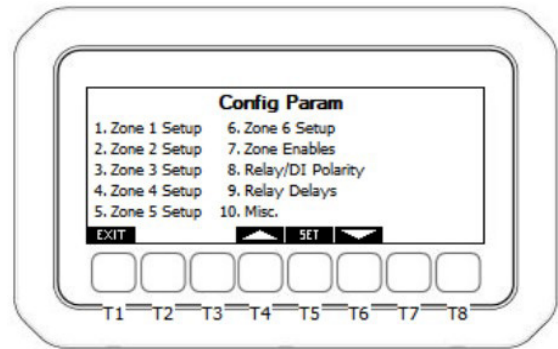 Config Param
1. Zone 1 Setup 6. Zone 6 Setup
2. Zone 2 Setup 7. Zone Enables
3. Zone 3 Setup 8. Relay/DI Polarity
4. Zone 4 Setup 9. Relay Delays
5. Zone 5 Setup 10. Misc.
EXIT SET
T1 T2 T3 T4 T5 T6 T7 T8